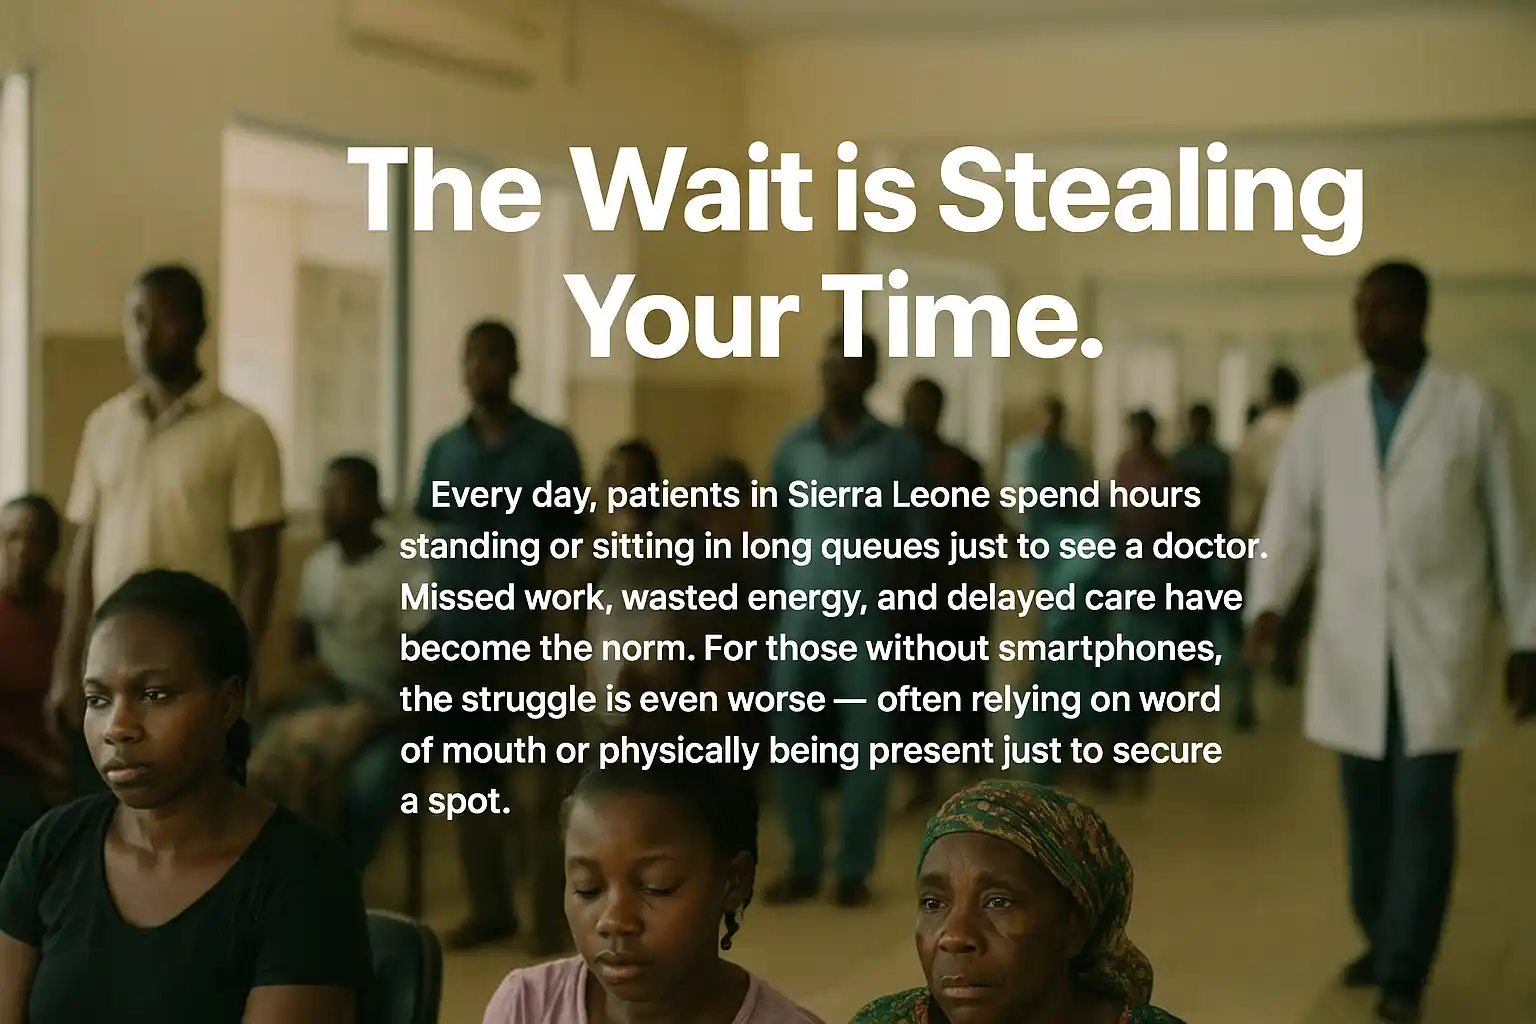 The Wait is Stealing
Your Time.
Every day, patients in Sierra Leone spend hours
standing or sitting in long queues just to see a doctor.
Missed work, wasted energy, and delayed care have
become the norm. For those without smartphones,
the struggle is even worse — often relying on word
of mouth or physically being present just to secure
a spot.